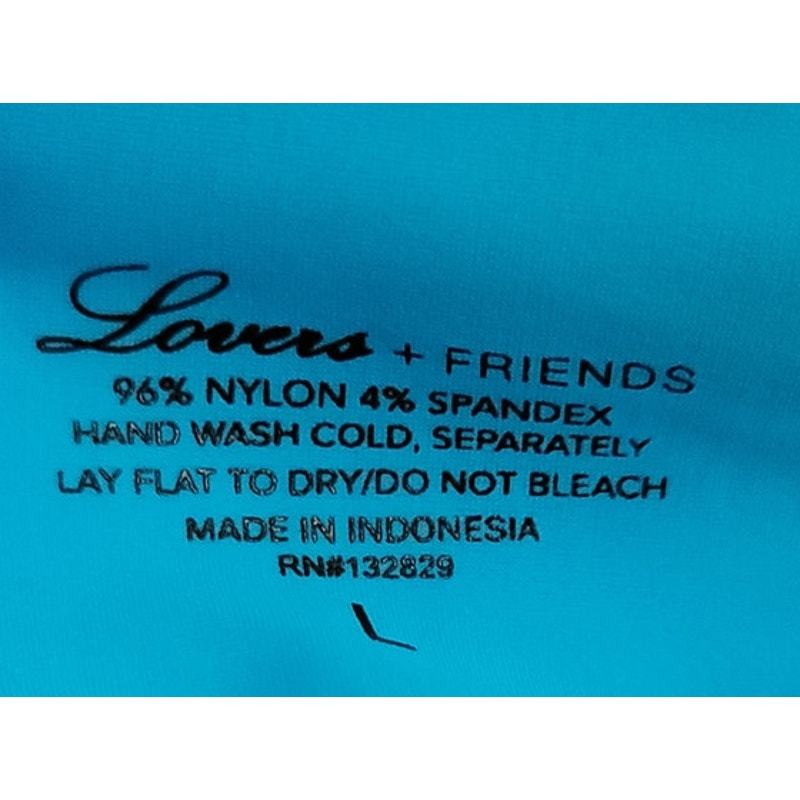 Lovers + FRIENDS
96% NYLON 4% SPANDEX
HAND WASH COLD, SEPARATELY
LAY FLAT TO DRY/DO NOT BLEACH
MADE IN INDONESIA
RN#132829
L